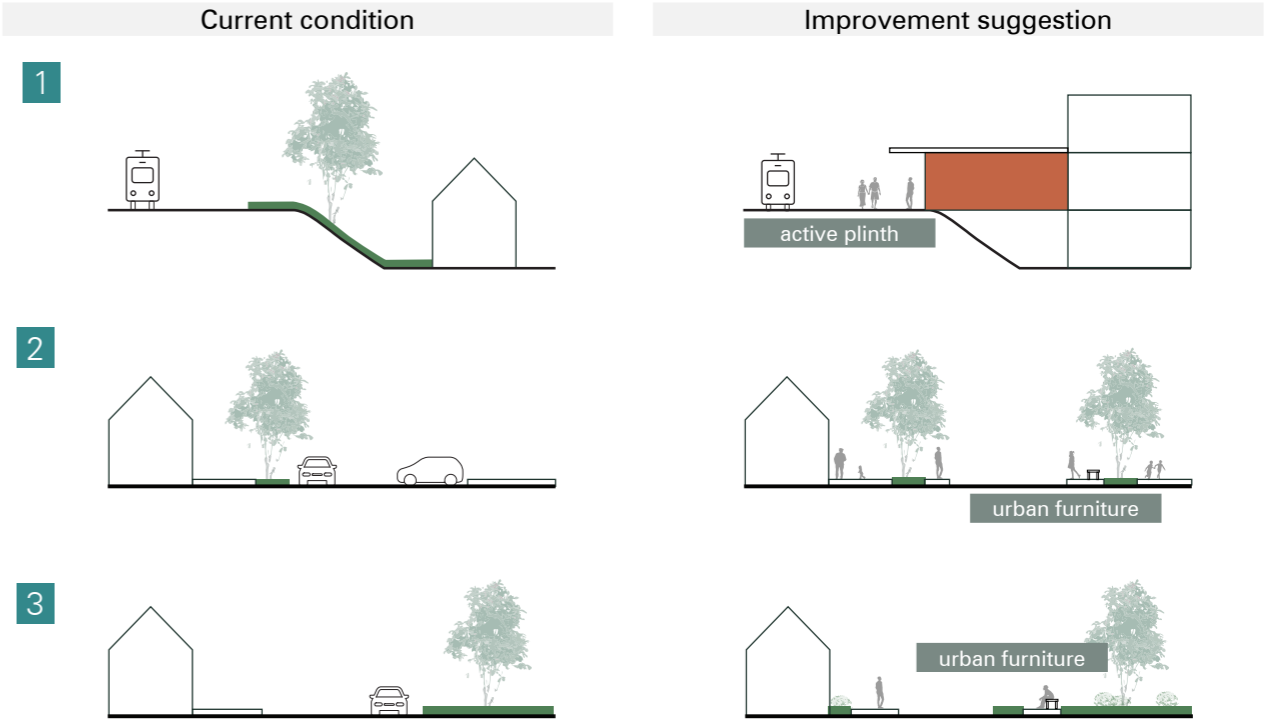 Current condition
Improvement suggestion
1
active plinth
2
urban furniture
3
urban furniture